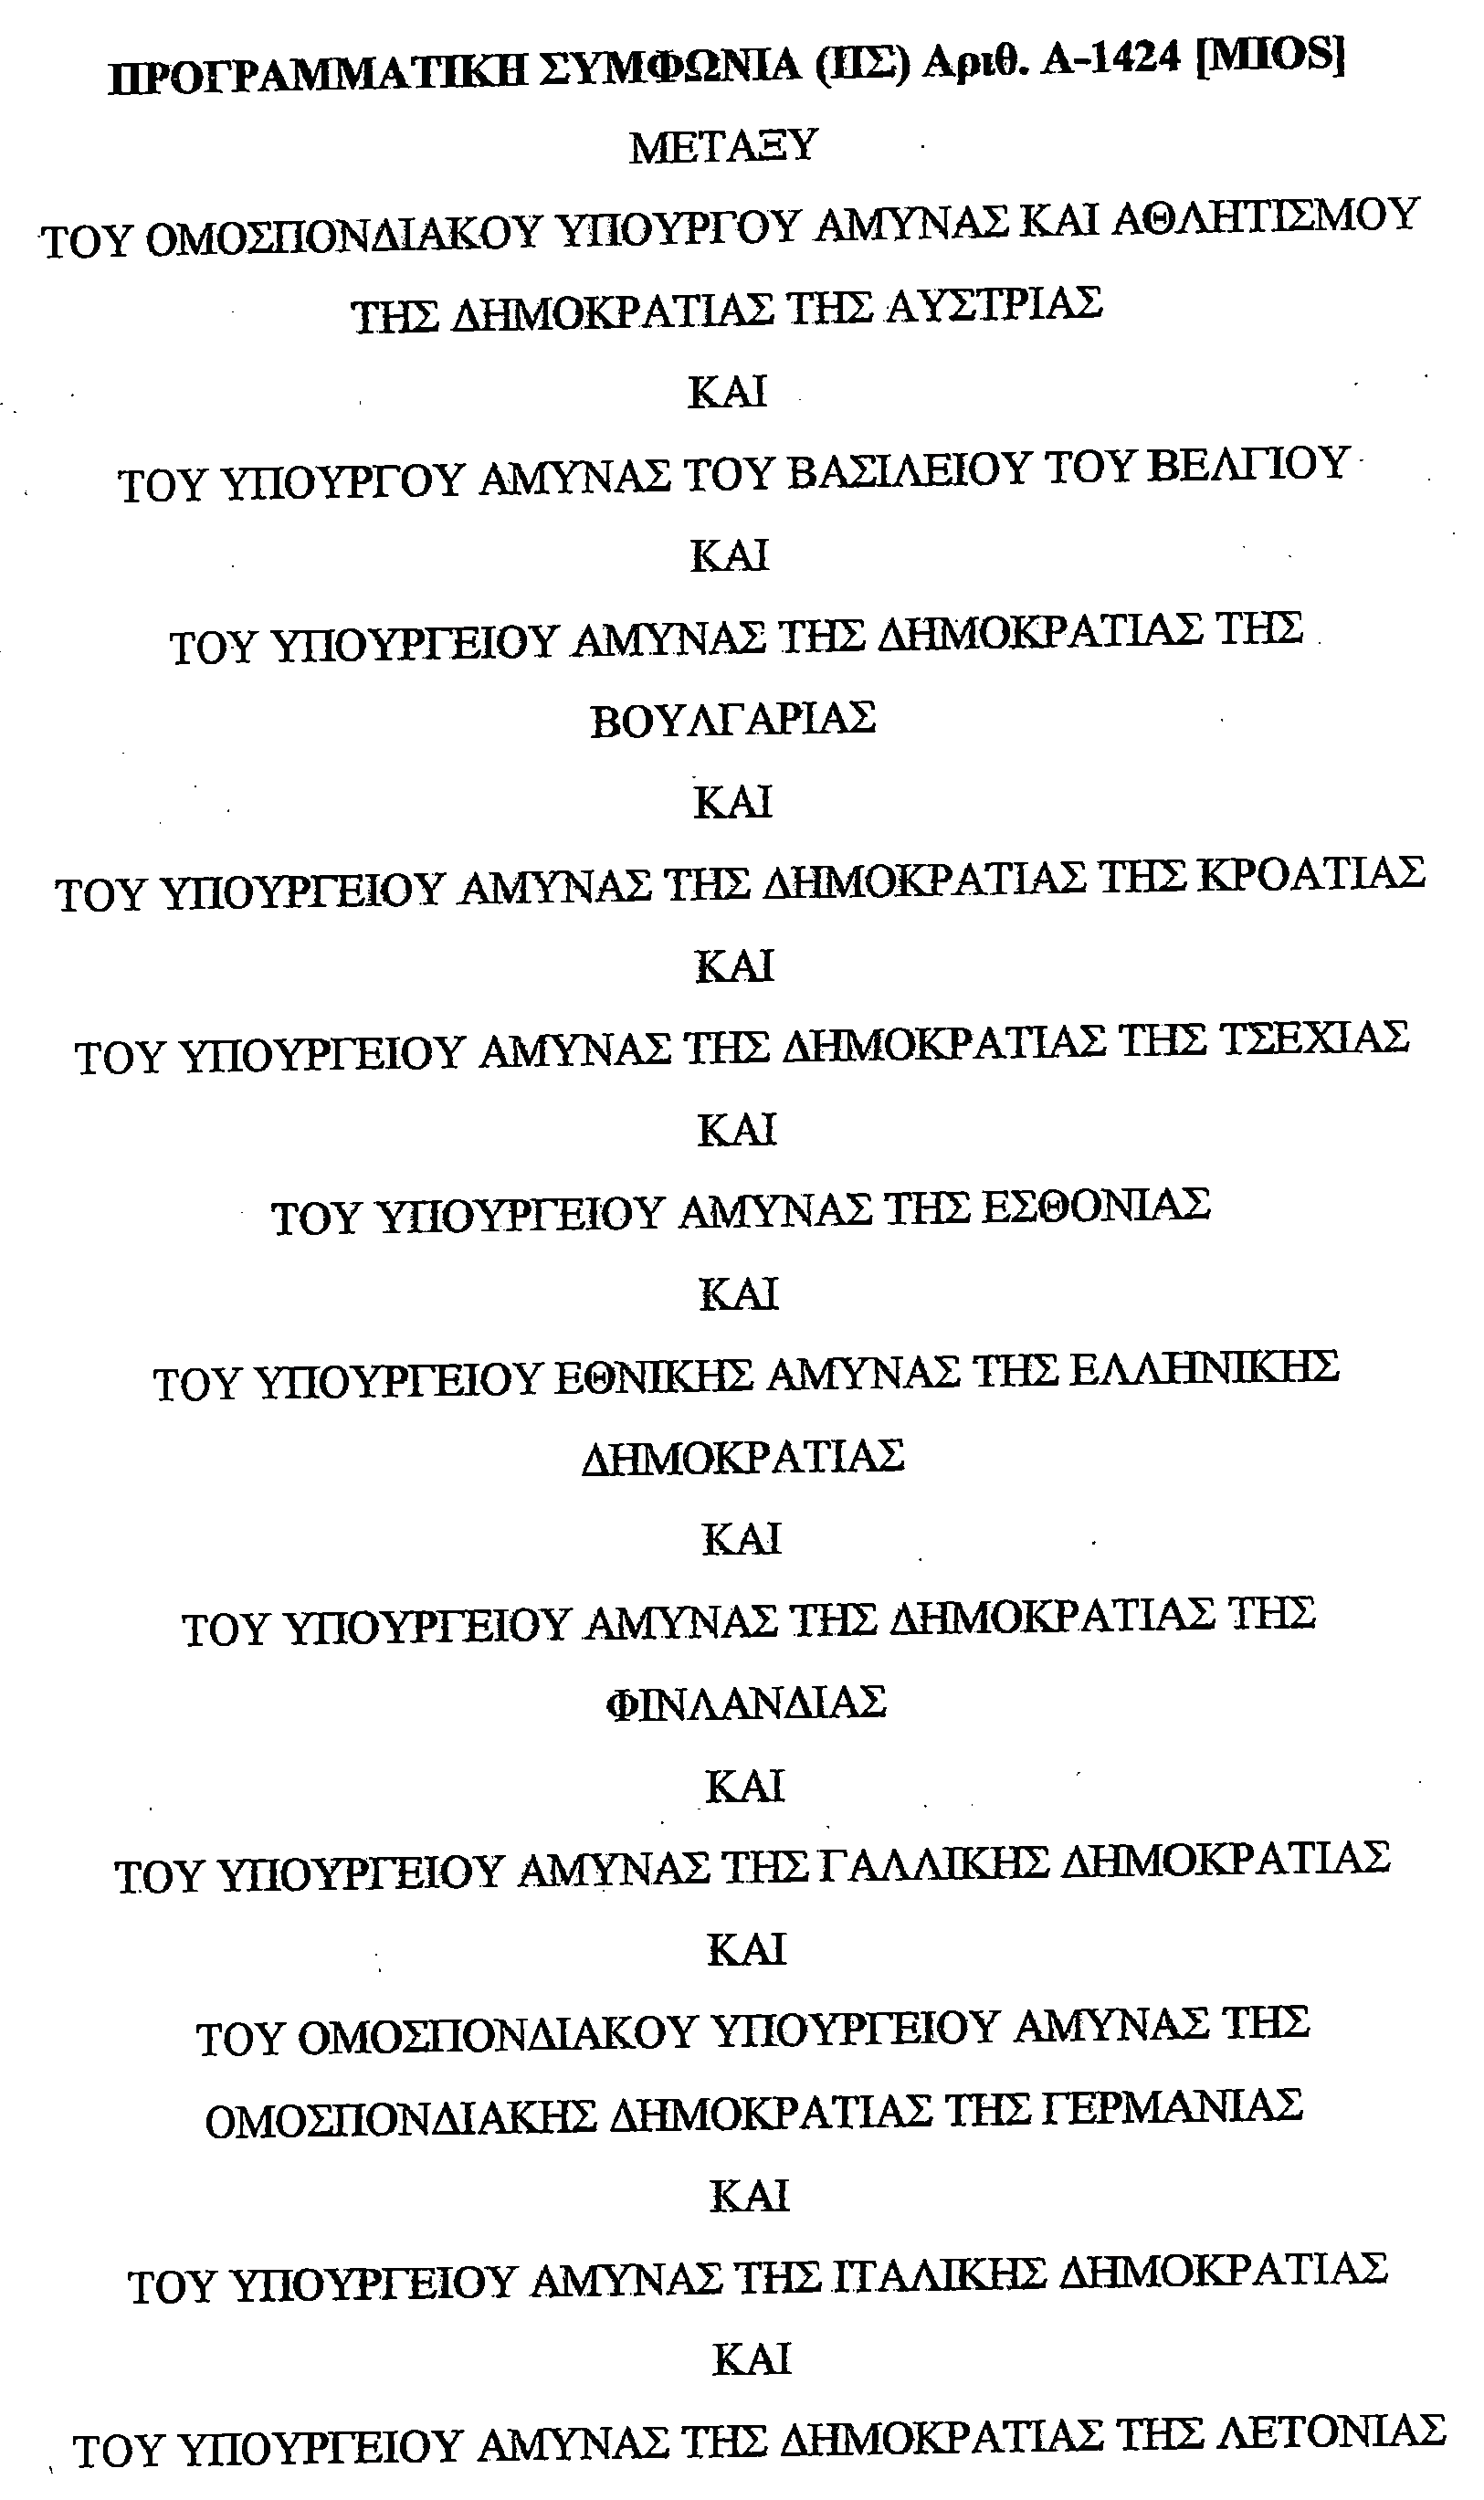 ΠΡΟΓΡΑΜΜΑΤΙΚΗ ΣΥΜΦΩΝΙΑ (ΠΣ) Αριθ. Α-1424 [MIOS]
ΜΕΤΑΞΥ
ΤΟΥ ΟΜΟΣΠΟΝΔΙΑΚΟΥ ΥΠΟΥΡΓΟΥ ΑΜΥΝΑΣ ΚΑΙ ΑΘΛΗΤΙΣΜΟΥ
ΤΗΣ ΔΗΜΟΚΡΑΤΙΑΣ ΤΗΣ ΑΥΣΤΡΙΑΣ
ΚΑΙ
ΤΟΥ ΥΠΟΥΡΓΟΥ ΑΜΥΝΑΣ ΤΟΥ ΒΑΣΙΛΕΙΟΥ ΤΟΥ ΒΕΛΓΙΟΥ
ΚΑΙ
ΤΟΥ ΥΠΟΥΡΓΕΙΟΥ ΑΜΥΝΑΣ ΤΗΣ ΔΗΜΟΚΡΑΤΙΑΣ ΤΗΣ
ΒΟΥΛΓΑΡΙΑΣ
ΚΑΙ
ΤΟΥ ΥΠΟΥΡΓΕΙΟΥ ΑΜΥΝΑΣ ΤΗΣ ΔΗΜΟΚΡΑΤΙΑΣ ΤΗΣ ΚΡΟΑΤΙΑΣ
ΚΑΙ
ΤΟΥ ΥΠΟΥΡΓΕΙΟΥ ΑΜΥΝΑΣ ΤΗΣ ΔΗΜΟΚΡΑΤΙΑΣ ΤΗΣ ΤΣΕΧΙΑΣ
ΚΑΙ
ΤΟΥ ΥΠΟΥΡΓΕΙΟΥ ΑΜΥΝΑΣ ΤΗΣ ΕΣΘΟΝΙΑΣ
ΚΑΙ
ΤΟΥ ΥΠΟΥΡΓΕΙΟΥ ΕΘΝΙΚΗΣ ΑΜΥΝΑΣ ΤΗΣ ΕΛΛΗΝΙΚΗΣ
ΔΗΜΟΚΡΑΤΙΑΣ
ΚΑΙ
ΤΟΥ ΥΠΟΥΡΓΕΙΟΥ ΑΜΥΝΑΣ ΤΗΣ ΔΗΜΟΚΡΑΤΙΑΣ ΤΗΣ
ΦΙΝΛΑΝΔΙΑΣ
ΚΑΙ
ΤΟΥ ΥΠΟΥΡΓΕΙΟΥ ΑΜΥΝΑΣ ΤΗΣ ΓΑΛΛΙΚΗΣ ΔΗΜΟΚΡΑΤΙΑΣ
ΚΑΙ
ΤΟΥ ΟΜΟΣΠΟΝΔΙΑΚΟΥ ΥΠΟΥΡΓΕΙΟΥ ΑΜΥΝΑΣ ΤΗΣ
ΟΜΟΣΠΟΝΔΙΑΚΗΣ ΔΗΜΟΚΡΑΤΙΑΣ ΤΗΣ ΓΕΡΜΑΝΙΑΣ
ΚΑΙ
ΤΟΥ ΥΠΟΥΡΓΕΙΟΥ ΑΜΥΝΑΣ ΤΗΣ ΙΤΑΛΙΚΗΣ ΔΗΜΟΚΡΑΤΙΑΣ
ΚΑΙ
ΤΟΥ ΥΠΟΥΡΓΕΙΟΥ ΑΜΥΝΑΣ ΤΗΣ ΔΗΜΟΚΡΑΤΙΑΣ ΤΗΣ ΛΕΤΟΝΙΑΣ